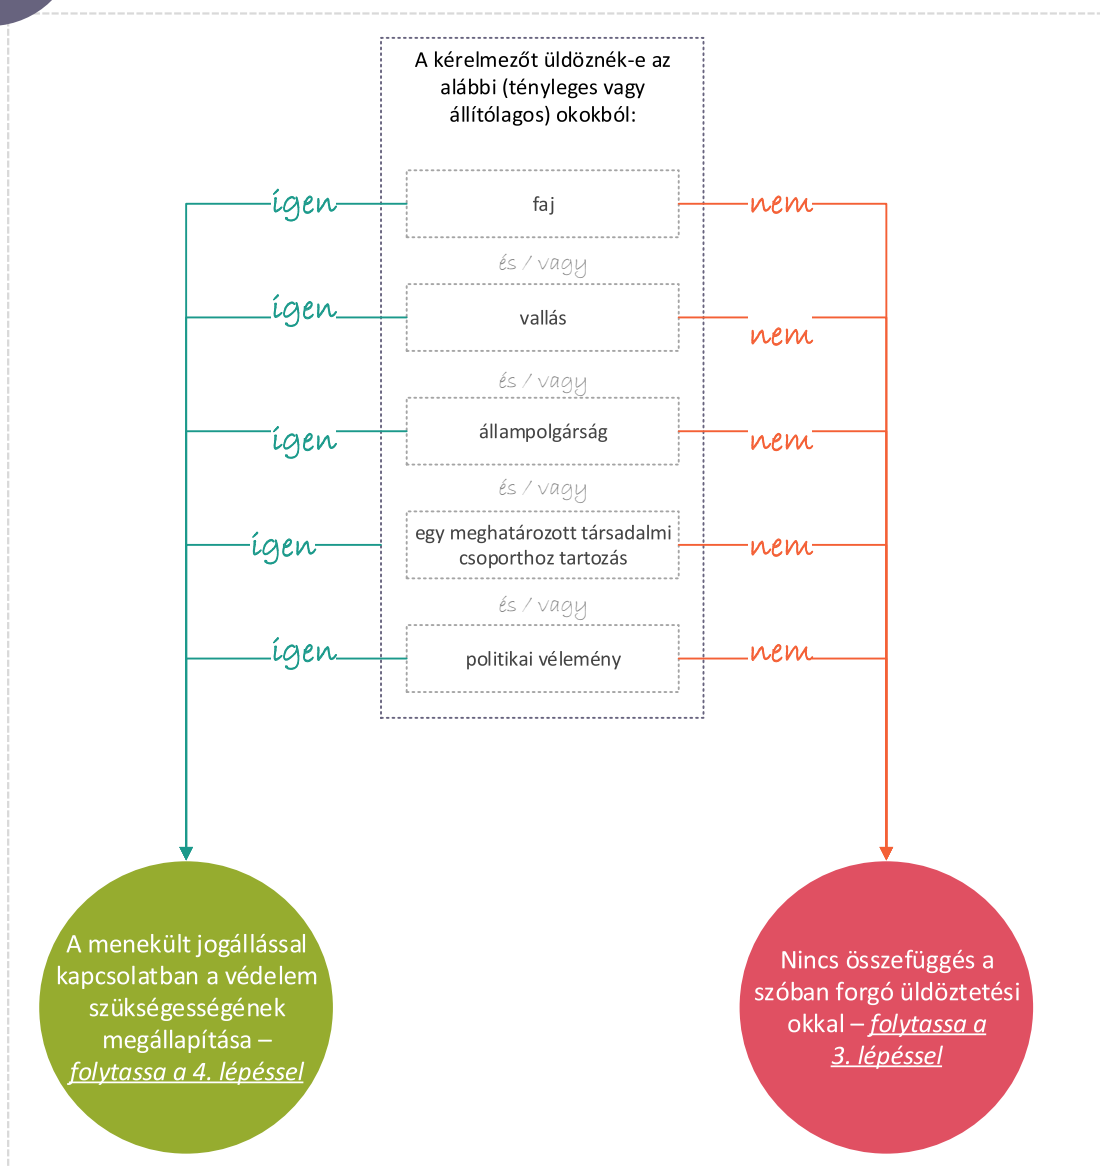 A kérelmezőt üldöznék-e az
alábbi (tényleges vagy
állítólagos) okokból:
igen
faj
nem
és / vagy
igen
vallás
nem
és / vagy
igen
állampolgárság
nem
és / vagy
igen
egy meghatározott társadalmi
csoporthoz tartozás
nem
és / vagy
igen
politikai vélemény
nem
A menekült jogállással
kapcsolatban a védelem
szükségességének
megállapítása –
folytassa a 4. lépéssel
Nincs összefüggés a
szóban forgó üldöztetési
okkal – folytassa a
3. lépéssel